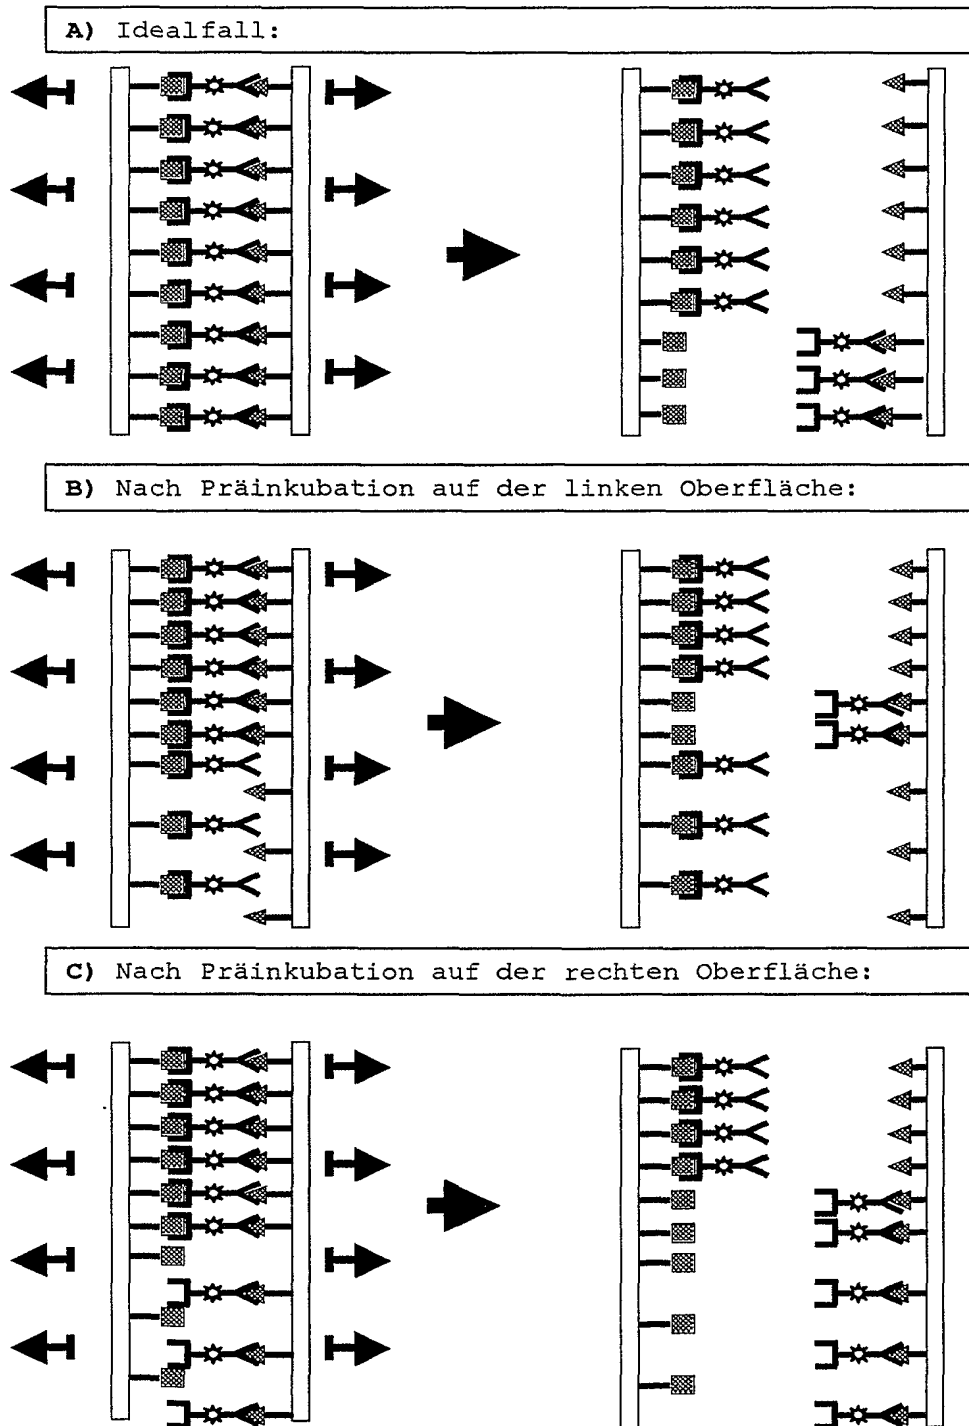 A) Idealfall:
B) Nach Präinkubation auf der linken Oberfläche:
C) Nach Präinkubation auf der rechten Oberfläche: